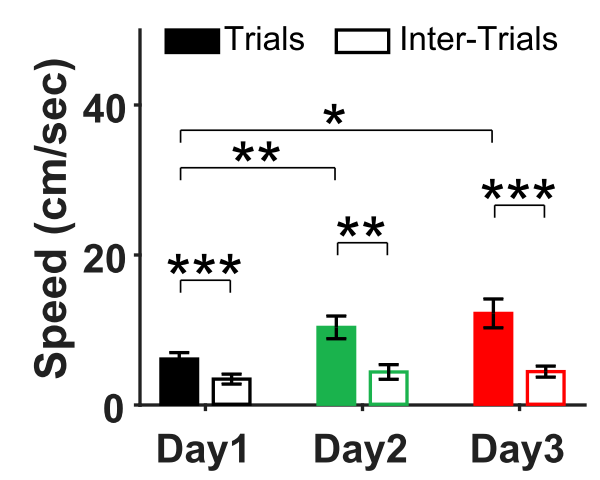 Trials Inter-Trials
Speed (cm/sec)
40
20
0
*
**
***
**
***
Day1 Day2 Day3